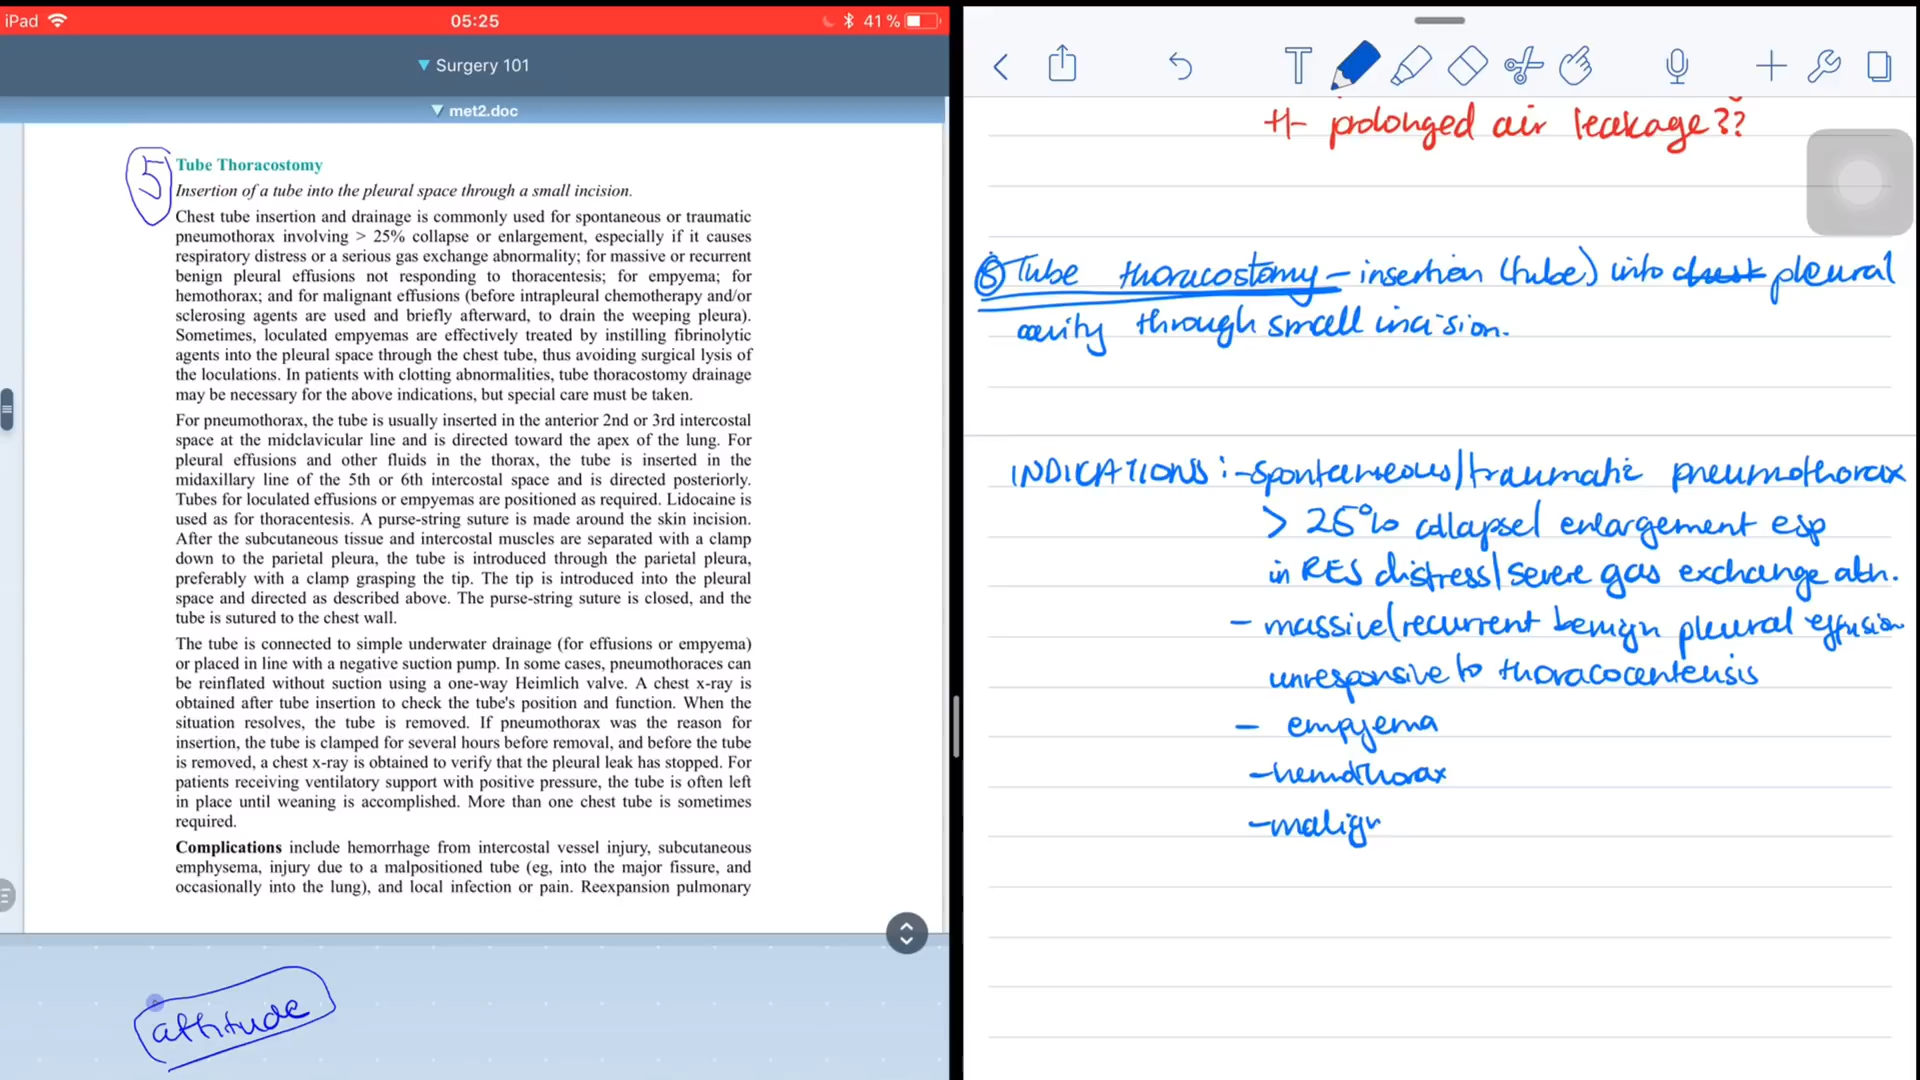 iPad 05:25 41 %
Surgery 101
met2.doc
5 Tube Thoracostomy
Insertion of a tube into the pleural space through a small incision.
Chest tube insertion and drainage is commonly used for spontaneous or traumatic
pneumothorax involving > 25% collapse or enlargement, especially if it causes
respiratory distress or a serious gas exchange abnormality; for massive or recurrent
benign pleural effusions not responding to thoracentesis; for empyema; for
hemothorax; and for malignant effusions (before intrapleural chemotherapy and/or
sclerosing agents are used and briefly afterward, to drain the weeping pleura).
Sometimes, loculated empyemas are effectively treated by instilling fibrinolytic
agents into the pleural space through the chest tube, thus avoiding surgical lysis of
the loculations. In patients with clotting abnormalities, tube thoracostomy drainage
may be necessary for the above indications, but special care must be taken.
For pneumothorax, the tube is usually inserted in the anterior 2nd or 3rd intercostal
space at the midclavicular line and is directed toward the apex of the lung. For
pleural effusions and other fluids in the thorax, the tube is inserted in the
midaxillary line of the 5th or 6th intercostal space and is directed posteriorly.
Tubes for loculated effusions or empyemas are positioned as required. Lidocaine is
used as for thoracentesis. A purse-string suture is made around the skin incision.
After the subcutaneous tissue and intercostal muscles are separated with a clamp
down to the parietal pleura, the tube is introduced through the parietal pleura,
preferably with a clamp grasping the tip. The tip is introduced into the pleural
space and directed as described above. The purse-string suture is closed, and the
tube is sutured to the chest wall.
The tube is connected to simple underwater drainage (for effusions or empyema)
or placed in line with a negative suction pump. In some cases, pneumothoraces can
be reinflated without suction using a one-way Heimlich valve. A chest x-ray is
obtained after tube insertion to check the tube's position and function. When the
situation resolves, the tube is removed. If pneumothorax was the reason for
insertion, the tube is clamped for several hours before removal, and before the tube
is removed, a chest x-ray is obtained to verify that the pleural leak has stopped. For
patients receiving ventilatory support with positive pressure, the tube is often left
in place until weaning is accomplished. More than one chest tube is sometimes
required.
Complications include hemorrhage from intercostal vessel injury, subcutaneous
emphysema, injury due to a malpositioned tube (eg, into the major fissure, and
occasionally into the lung), and local infection or pain. Reexpansion pulmonary
attitude
T
+- prolonged air leakage??
⑤ Tube thoracostomy - insertion (tube) into chest pleural
cavity through small incision.
INDICATIONS : - spontaneous/traumatic pneumothorax
> 25% collapse/ enlargement esp
in RES distress/severe gas exchange abn.
- massive/recurrent benign pleural effusion
unresponsive to thoracocentensis
- empyema
- hemothorax
- malign